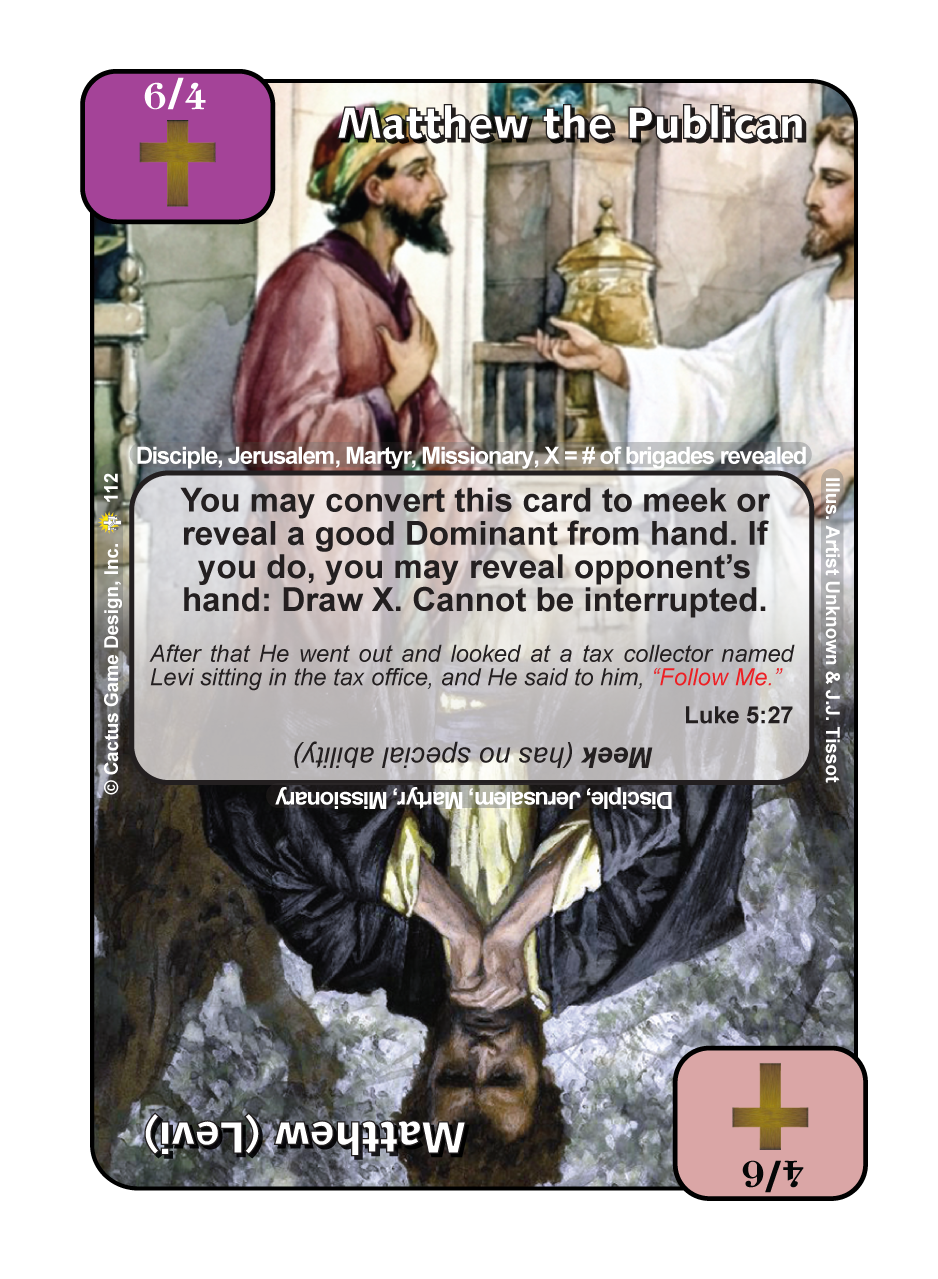 6/4
Matthew the Publican
Disciple, Jerusalem, Martyr, Missionary, X = # of brigades revealed
You may convert this card to meek or
reveal a good Dominant from hand. If
you do, you may reveal opponent's
hand: Draw X. Cannot be interrupted.
After that He went out and looked at a tax collector named
Levi sitting in the tax office, and He said to him, “Follow Me.”
Luke 5:27
Meek (has no special ability)
Disciple, Jerusalem, Martyr, Missionary
Matthew (Levi)
4/6
© Cactus Game Design, Inc. 112
Illus. Artist Unknown & J.J. Tissot